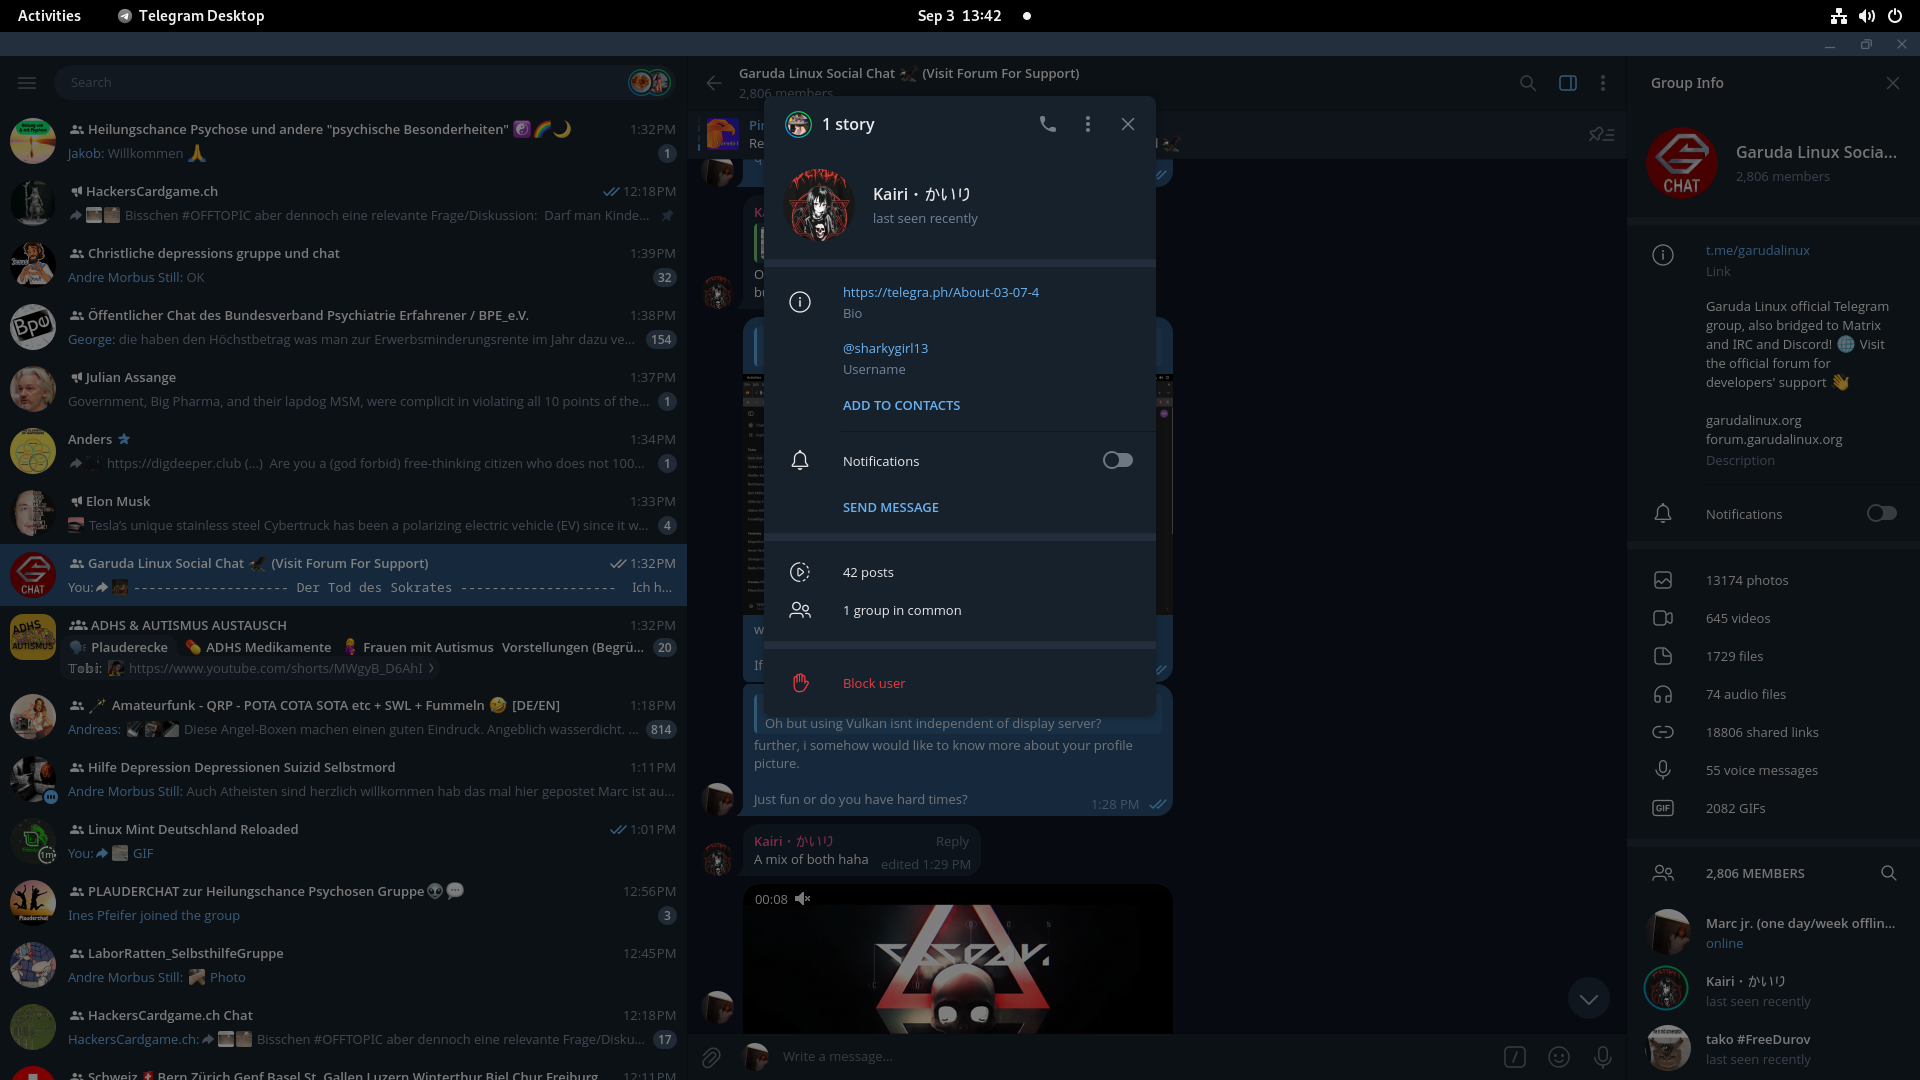 Activities
Telegram Desktop
Sep 3 13:42
Search
Heilungschance Psychose und andere "psychische Besonderheiten" 1:32 PM
Jakob: Willkommen 1
HackersCardgame.ch 12:18 PM
Bisschen #OFFTOPIC aber dennoch eine relevante Frage/Diskussion: Darf man Kinde...
Christliche depressions gruppe und chat 1:39 PM
Andre Morbus Still: OK 32
Öffentlicher Chat des Bundesverband Psychiatrie Erfahrener / BPE_e.V. 1:38 PM
George: die haben den Höchstbetrag was man zur Erwerbsminderungsrente im Jahr dazu ve... 154
Julian Assange 1:37 PM
Government, Big Pharma, and their lapdog MSM, were complicit in violating all 10 points of the... 1
Anders 1:34 PM
https://digdeeper.club (...) Are you a (god forbid) free-thinking citizen who does not 100... 1
Elon Musk 1:33 PM
Tesla's unique stainless steel Cybertruck has been a polarizing electric vehicle (EV) since it w... 4
Garuda Linux Social Chat (Visit Forum For Support) 1:32 PM
You: -------------------- Der Tod des Sokrates -------------------- Ich h...
ADHS & AUTISMUS AUSTAUSCH 1:32 PM
Plauderecke ADHS Medikamente Frauen mit Autismus Vorstellungen (Begrü... 20
Tobi: https://www.youtube.com/shorts/MWgyB_D6AhI
Amateurfunk - QRP - POTA COTA SOTA etc + SWL + Fummeln [DE/EN] 1:18 PM
Andreas: Diese Angel-Boxen machen einen guten Eindruck. Angeblich wasserdicht. ... 814
Hilfe Depression Depressionen Suizid Selbstmord 1:11 PM
Andre Morbus Still: Auch Atheisten sind herzlich willkommen hab das mal hier gepostet Marc ist au...
Linux Mint Deutschland Reloaded 1:01 PM
You: GIF
1m
PLAUDERCHAT zur Heilungschance Psychosen Gruppe 12:56 PM
Ines Pfeifer joined the group 3
LaborRatten_SelbsthilfeGruppe 12:45 PM
Andre Morbus Still: Photo
HackersCardgame.ch Chat 12:18 PM
HackersCardgame.ch: Bisschen #OFFTOPIC aber dennoch eine relevante Frage/Disku... 17
Schweiz Bern Zürich Genf Basel St. Gallen Luzern Winterthur Biel Chur Freiburg 12:11 PM
Bpe
CHAT
ADHS
AUTISMUS
Plauderchat
Garuda Linux Social Chat (Visit Forum For Support)
2,806 members
1 story
Kairi・かいり
last seen recently
https://telegra.ph/About-03-07-4
Bio
@sharkygirl13
Username
ADD TO CONTACTS
Notifications
SEND MESSAGE
42 posts
1 group in common
Block user
Oh but using Vulkan isnt independent of display server?
further, i somehow would like to know more about your profile
picture.
Just fun or do you have hard times?
1:28 PM
Kairi・かいり Reply
A mix of both haha edited 1:29 PM
00:08
Write a message...
Group Info
CHAT
Garuda Linux Socia...
2,806 members
t.me/garudalinux
Link
Garuda Linux official Telegram
group, also bridged to Matrix
and IRC and Discord! Visit
the official forum for
developers' support
garudalinux.org
forum.garudalinux.org
Description
Notifications
13174 photos
645 videos
1729 files
74 audio files
18806 shared links
55 voice messages
GIF 2082 GIFs
2,806 MEMBERS
Marc jr. (one day/week offlin...
online
Kairi・かいり
last seen recently
tako #FreeDurov
last seen recently